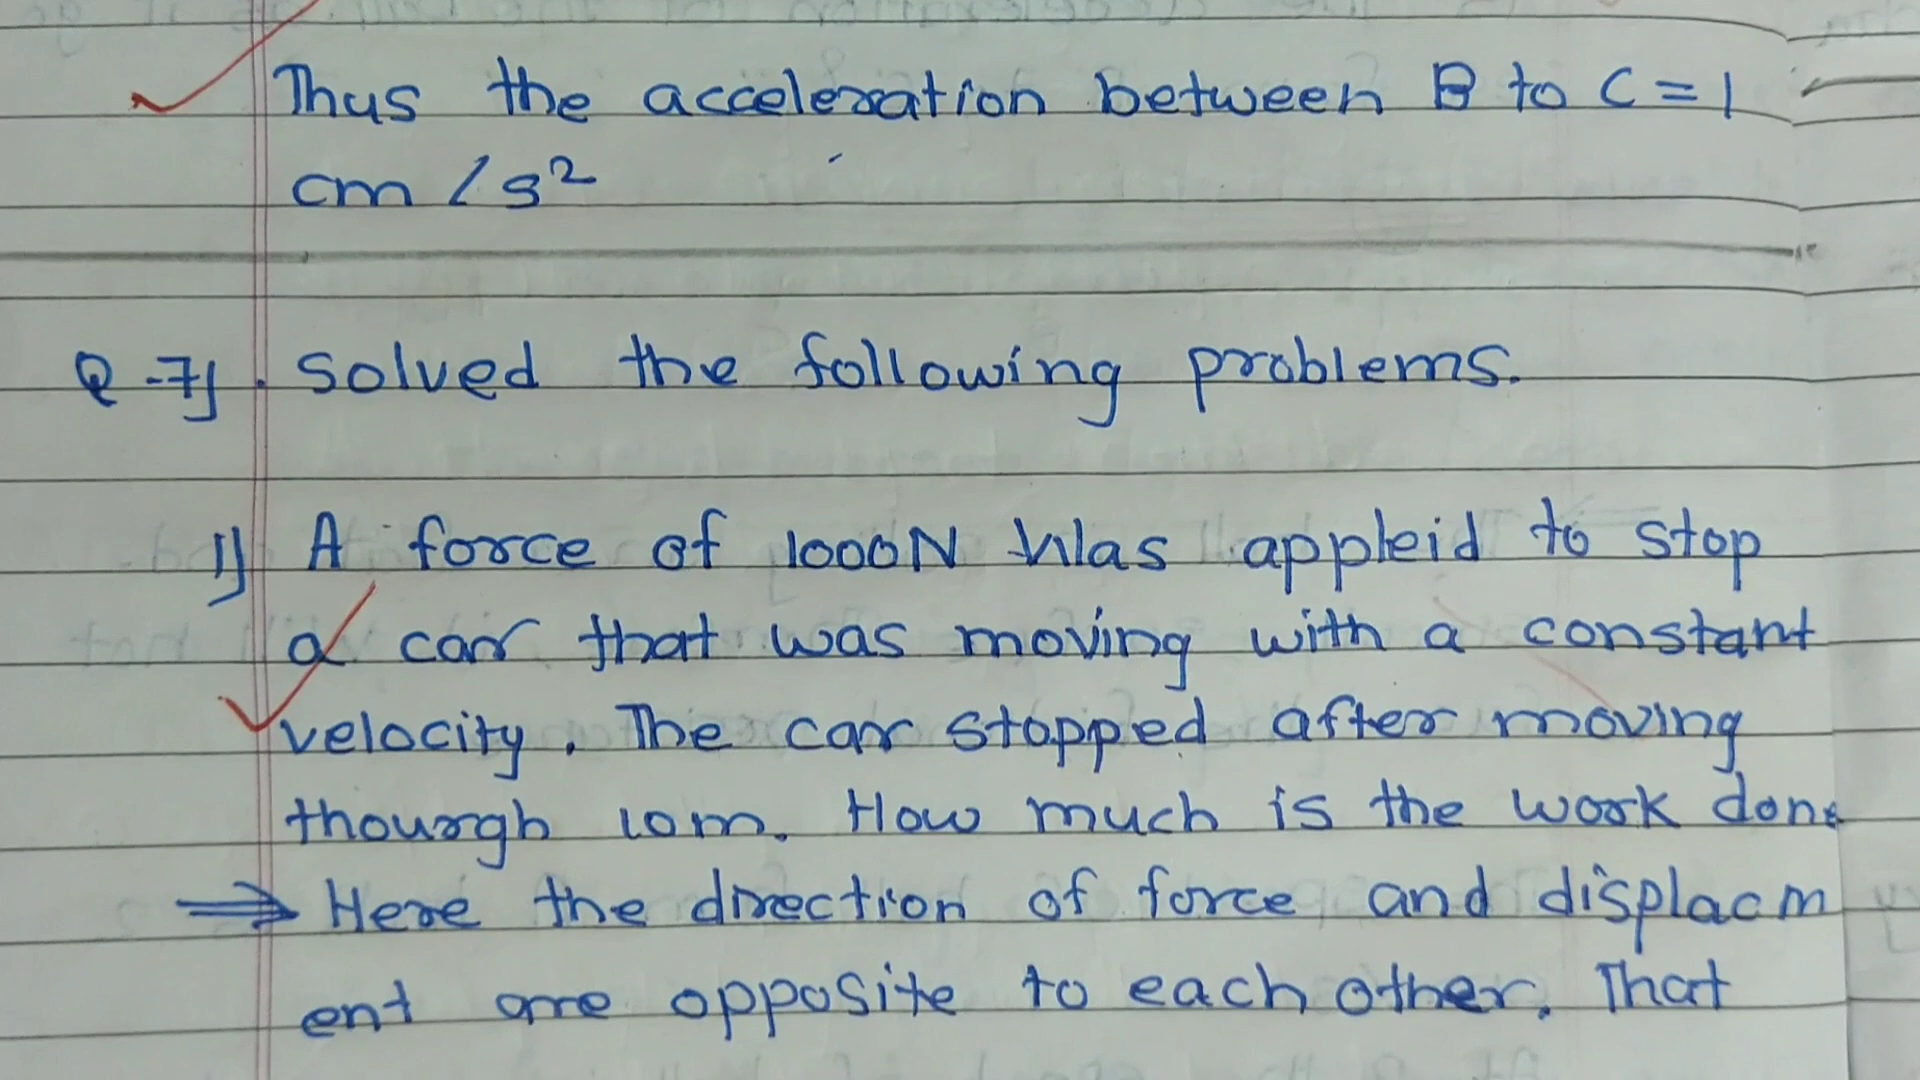 Thus the acceleration between B to C = 1
cm / s²
Q-7] . Solved the following problems.
1] A force of 1000N Was appleid to stop
a car that was moving with a constant
velocity. The car stopped after moving
thourgh 10m. How much is the work done
⇒ Here the direction of force and displacm
ent are opposite to each other. That